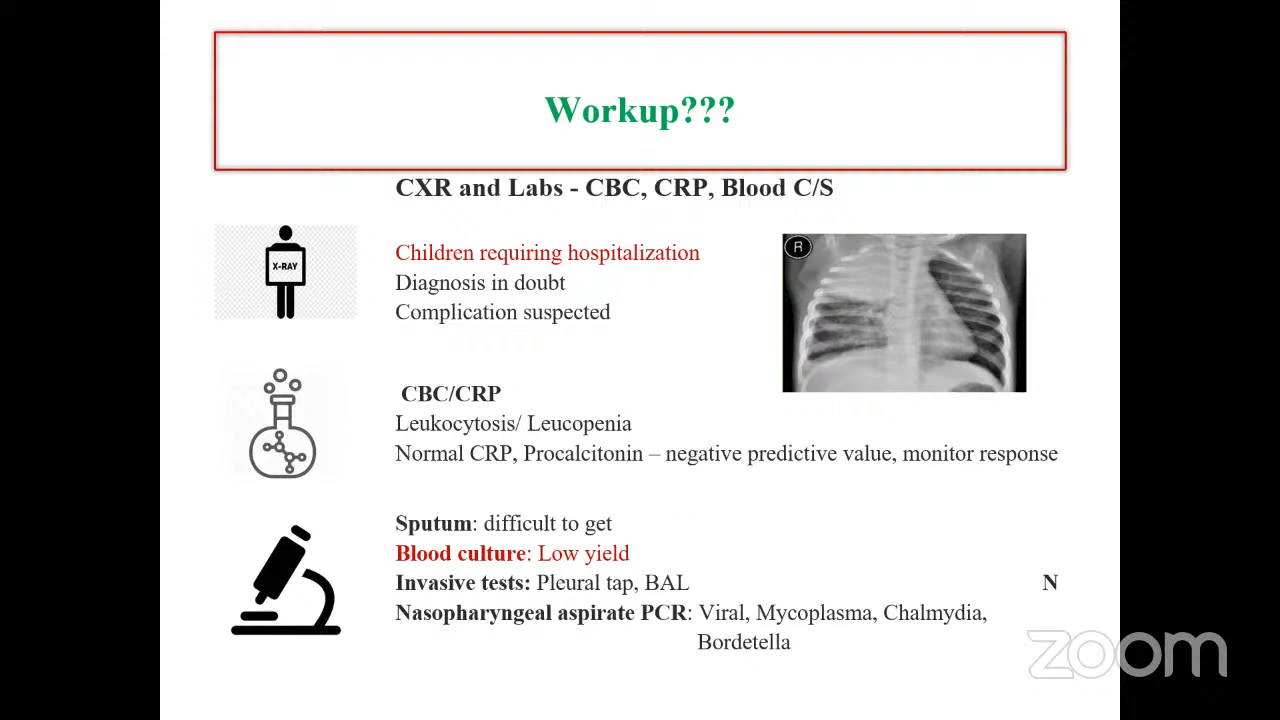 Workup???
CXR and Labs - CBC, CRP, Blood C/S
X-RAY
Children requiring hospitalization
Diagnosis in doubt
Complication suspected
R
CBC/CRP
Leukocytosis/ Leucopenia
Normal CRP, Procalcitonin – negative predictive value, monitor response
Sputum: difficult to get
Blood culture: Low yield
Invasive tests: Pleural tap, BAL N
Nasopharyngeal aspirate PCR: Viral, Mycoplasma, Chalmydia,
Bordetella
zoom